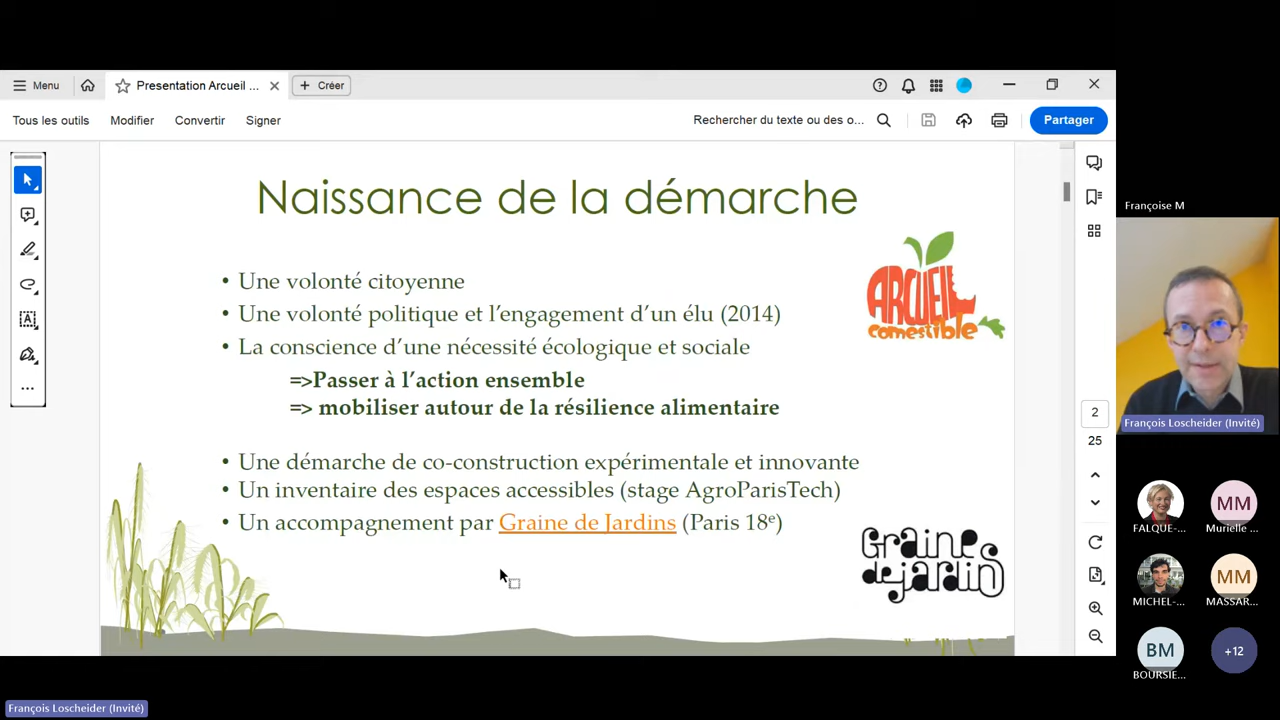 Menu
Presentation Arcueil ...
Créer
Tous les outils
Modifier
Convertir
Signer
Rechercher du texte ou des o...
Partager
Naissance de la démarche
• Une volonté citoyenne
• Une volonté politique et l'engagement d'un élu (2014)
• La conscience d'une nécessité écologique et sociale
=>Passer à l'action ensemble
=> mobiliser autour de la résilience alimentaire
• Une démarche de co-construction expérimentale et innovante
• Un inventaire des espaces accessibles (stage AgroParisTech)
• Un accompagnement par Graine de Jardins (Paris 18e)
ARCUEIL
comestible
Graine
de jardins
2
25
Françoise M
François Loscheider (Invité)
FALQUE-...
MM
Murielle ...
MICHEL-...
MM
MASSAR...
BM
BOURSIE...
+12
François Loscheider (Invité)